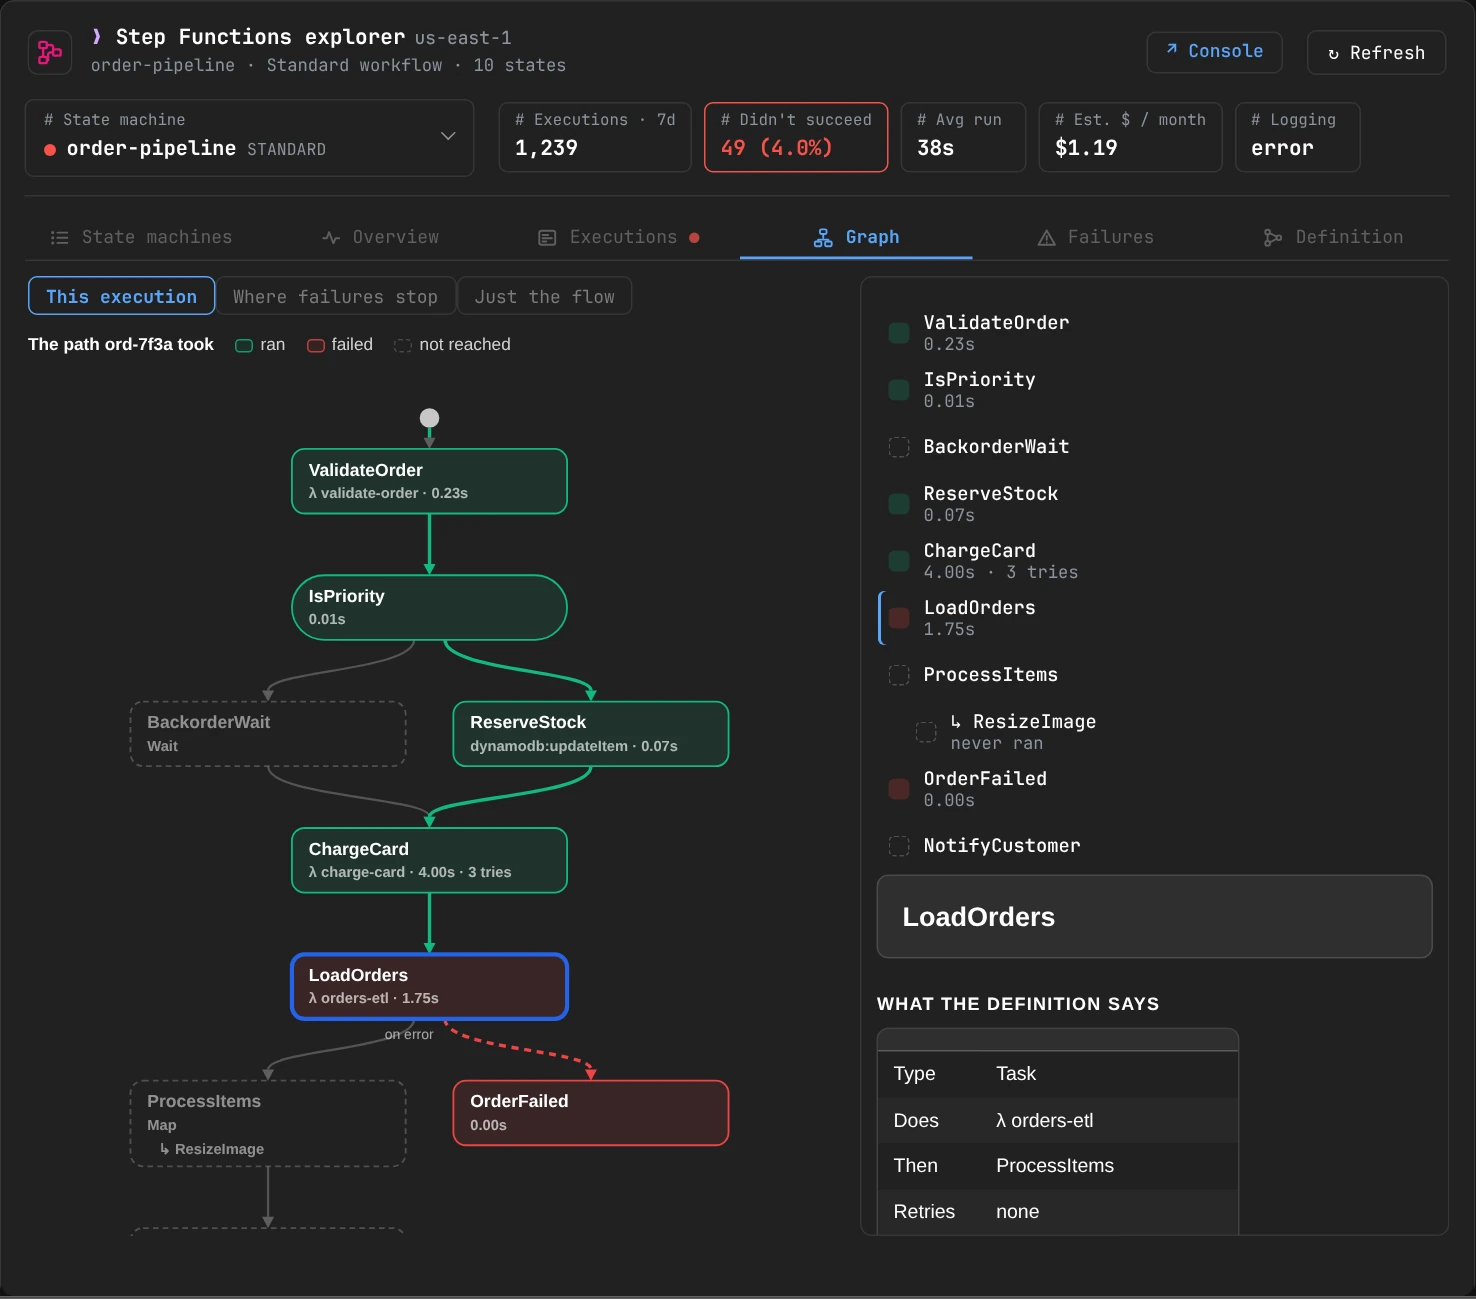 ❫ Step Functions explorer us-east-1
order-pipeline · Standard workflow · 10 states
↗ Console
↻ Refresh
# State machine
order-pipeline STANDARD
# Executions · 7d
1,239
# Didn't succeed
49 (4.0%)
# Avg run
38s
# Est. $ / month
$1.19
# Logging
error
State machines
Overview
Executions
Graph
Failures
Definition
This execution
Where failures stop
Just the flow
The path ord-7f3a took
ran
failed
not reached
ValidateOrder
λ validate-order · 0.23s
IsPriority
0.01s
BackorderWait
Wait
ReserveStock
dynamodb:updateItem · 0.07s
ChargeCard
λ charge-card · 4.00s · 3 tries
LoadOrders
λ orders-etl · 1.75s
on error
ProcessItems
Map
↳ ResizeImage
OrderFailed
0.00s
ValidateOrder
0.23s
IsPriority
0.01s
BackorderWait
ReserveStock
0.07s
ChargeCard
4.00s · 3 tries
LoadOrders
1.75s
ProcessItems
↳ ResizeImage
never ran
OrderFailed
0.00s
NotifyCustomer
LoadOrders
WHAT THE DEFINITION SAYS
Type Task
Does λ orders-etl
Then ProcessItems
Retries none